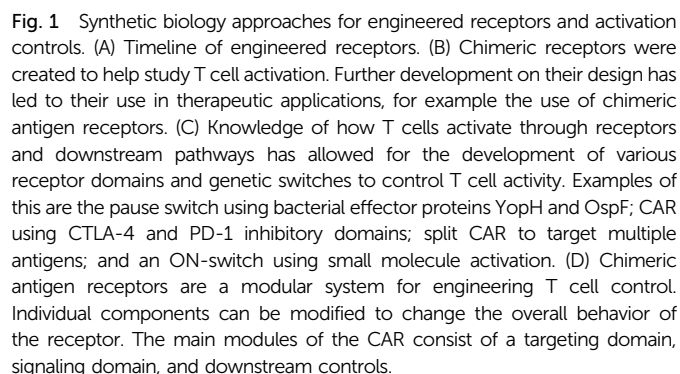 Fig. 1 Synthetic biology approaches for engineered receptors and activation
controls. (A) Timeline of engineered receptors. (B) Chimeric receptors were
created to help study T cell activation. Further development on their design has
led to their use in therapeutic applications, for example the use of chimeric
antigen receptors. (C) Knowledge of how T cells activate through receptors
and downstream pathways has allowed for the development of various
receptor domains and genetic switches to control T cell activity. Examples of
this are the pause switch using bacterial effector proteins YopH and OspF; CAR
using CTLA-4 and PD-1 inhibitory domains; split CAR to target multiple
antigens; and an ON-switch using small molecule activation. (D) Chimeric
antigen receptors are a modular system for engineering T cell control.
Individual components can be modified to change the overall behavior of
the receptor. The main modules of the CAR consist of a targeting domain,
signaling domain, and downstream controls.